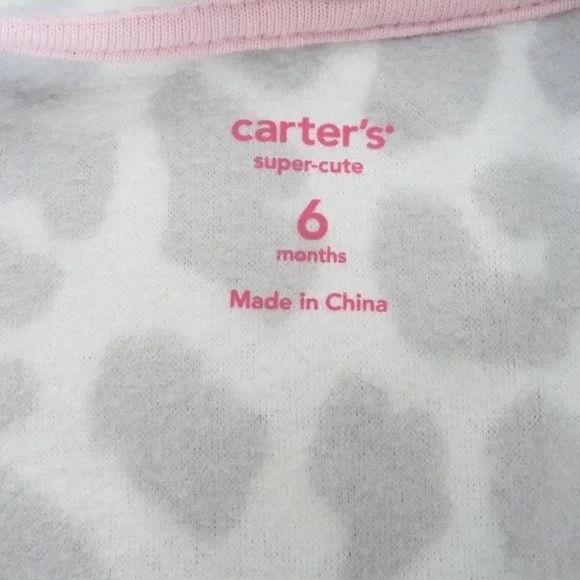 carter's
super-cute
6
months
Made in China